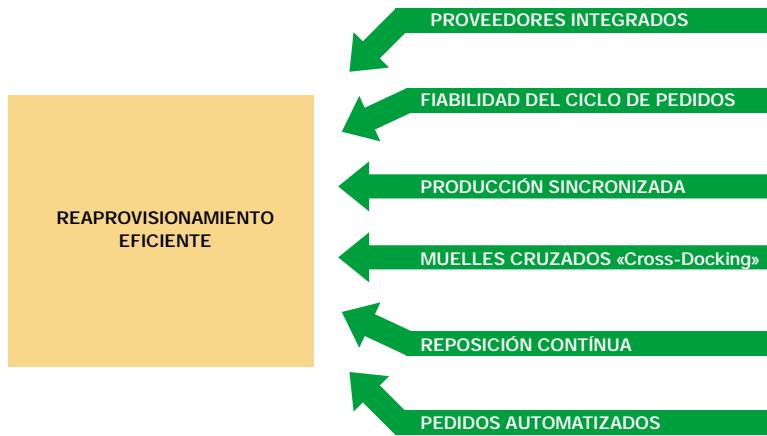 PROVEEDORES INTEGRADOS
FIABILIDAD DEL CICLO DE PEDIDOS
PRODUCCIÓN SINCRONIZADA
REAPROVISIONAMIENTO
EFICIENTE
MUELLES CRUZADOS «Cross-Docking»
REPOSICIÓN CONTÍNUA
PEDIDOS AUTOMATIZADOS